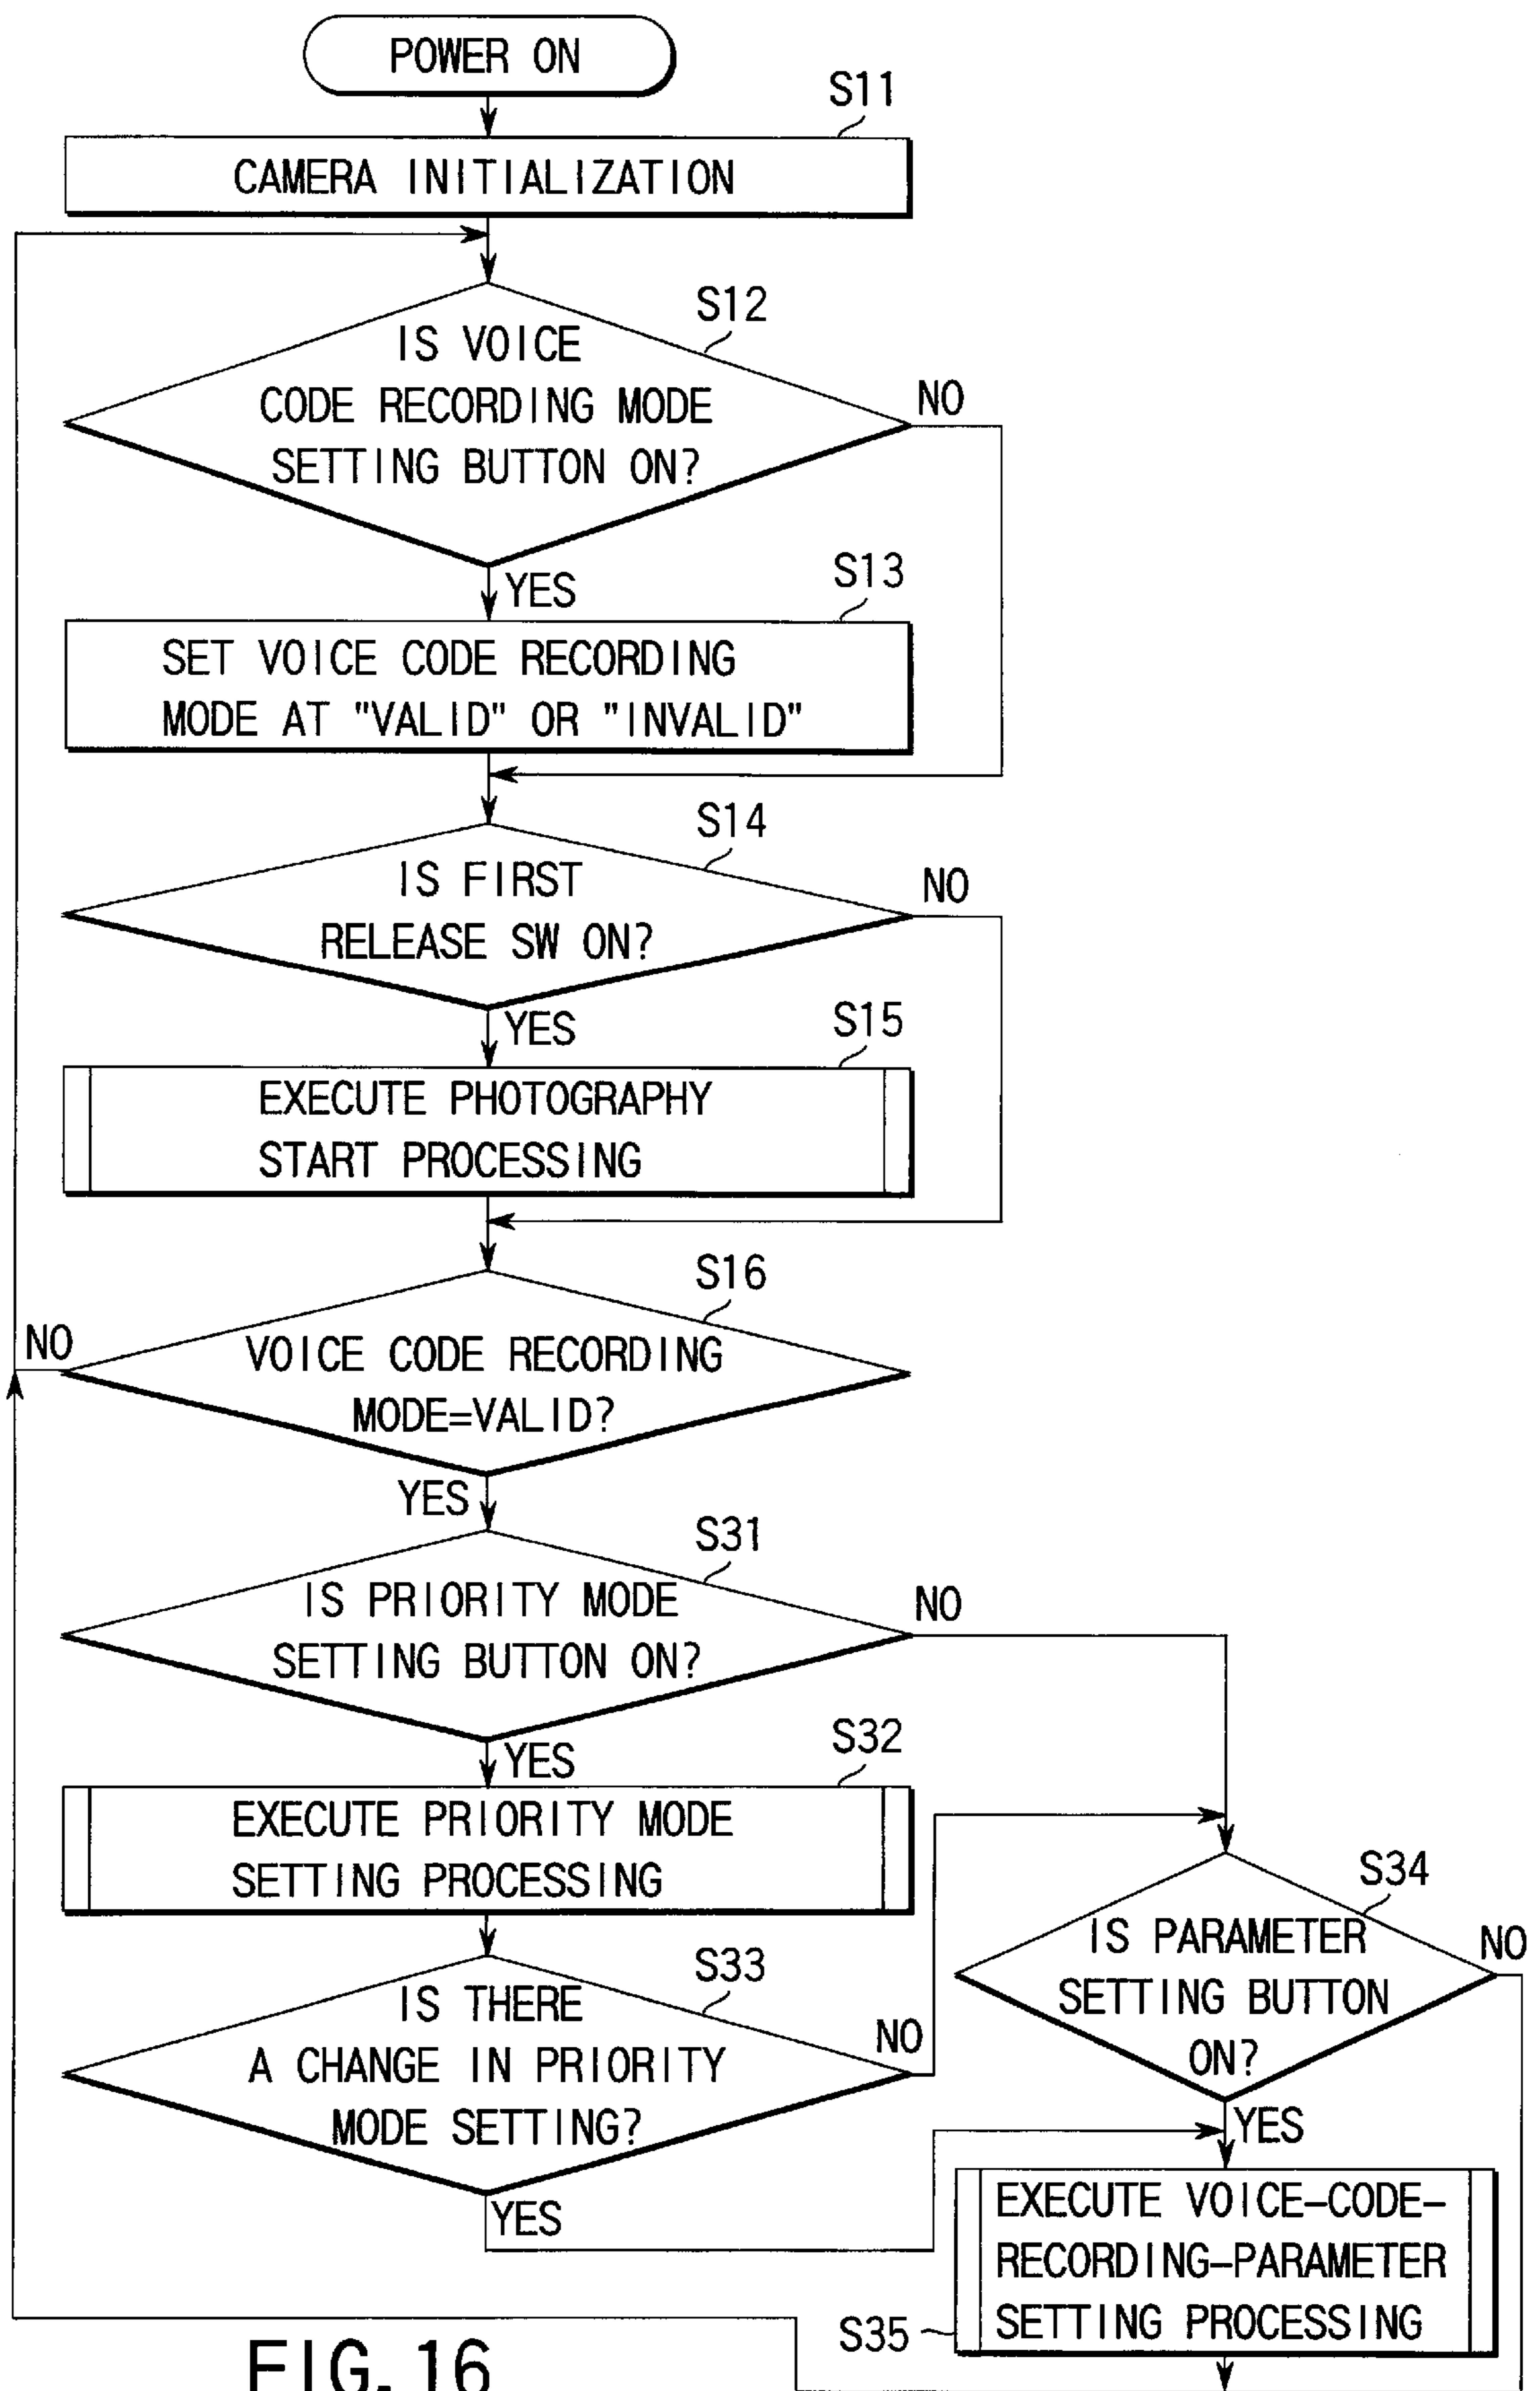 POWER ON
S11
CAMERA INITIALIZATION
S12
IS VOICE
CODE RECORDING MODE
SETTING BUTTON ON?
NO
YES
S13
SET VOICE CODE RECORDING
MODE AT "VALID" OR "INVALID"
S14
IS FIRST
RELEASE SW ON?
NO
YES
S15
EXECUTE PHOTOGRAPHY
START PROCESSING
S16
NO
VOICE CODE RECORDING
MODE=VALID?
YES
S31
IS PRIORITY MODE
SETTING BUTTON ON?
NO
YES
S32
EXECUTE PRIORITY MODE
SETTING PROCESSING
S33
IS THERE
A CHANGE IN PRIORITY
MODE SETTING?
NO
YES
S34
IS PARAMETER
SETTING BUTTON
ON?
NO
YES
EXECUTE VOICE-CODE-
RECORDING-PARAMETER
SETTING PROCESSING
S35
FIG. 16